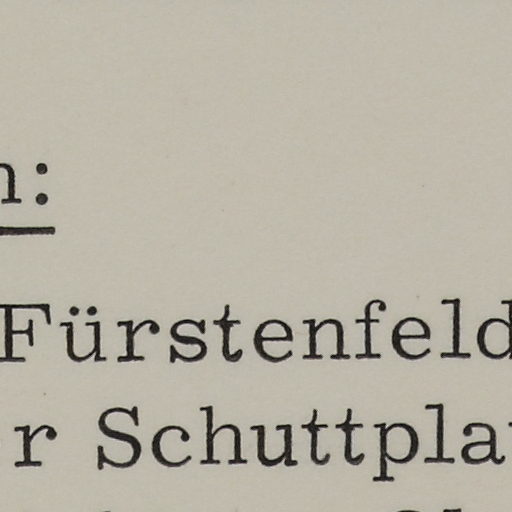 n:
Fürstenfeld
r Schuttpla